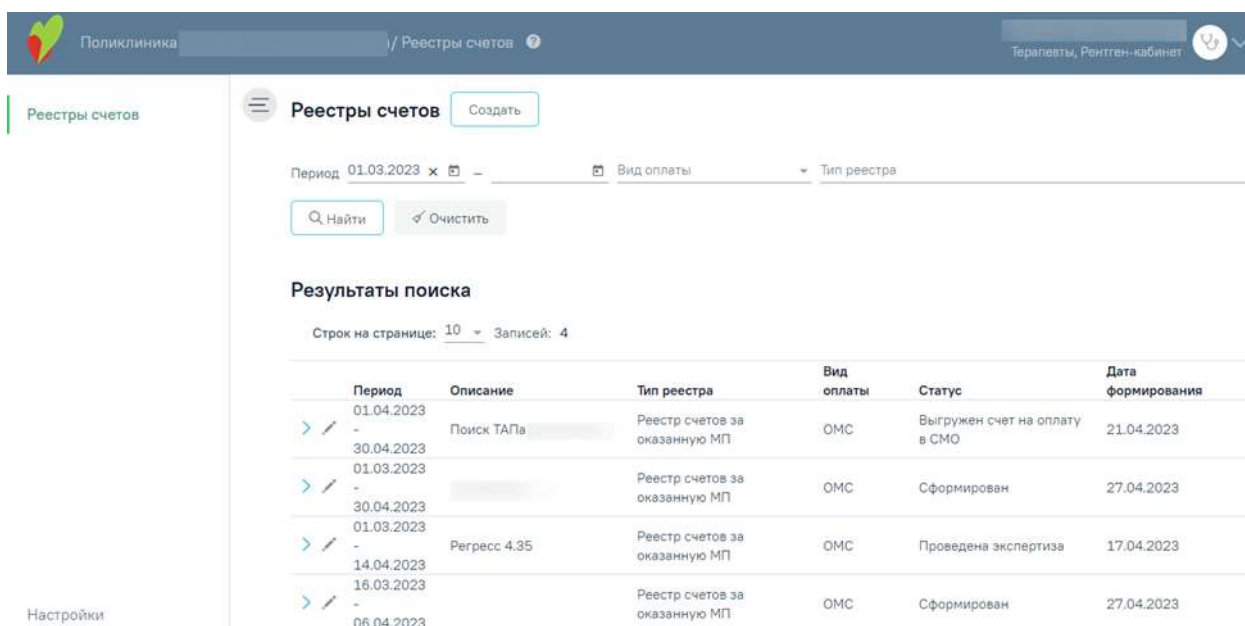 Поликлиника / Реестры счетов ?
Терапевты, Рентген-кабинет
Реестры счетов
Реестры счетов Создать
Период 01.03.2023 × – Вид оплаты Тип реестра
Найти Очистить
Результаты поиска
Строк на странице: 10 Записей: 4
Вид Дата
Период Описание Тип реестра оплаты Статус формирования
01.04.2023
- Поиск ТАПа Реестр счетов за ОМС Выгружен счет на оплату 21.04.2023
30.04.2023 оказанную МП в СМО
01.03.2023
- Реестр счетов за ОМС Сформирован 27.04.2023
30.04.2023 оказанную МП
01.03.2023
- Регресс 4.35 Реестр счетов за ОМС Проведена экспертиза 17.04.2023
14.04.2023 оказанную МП
16.03.2023
- Реестр счетов за ОМС Сформирован 27.04.2023
06.04.2023 оказанную МП
Настройки